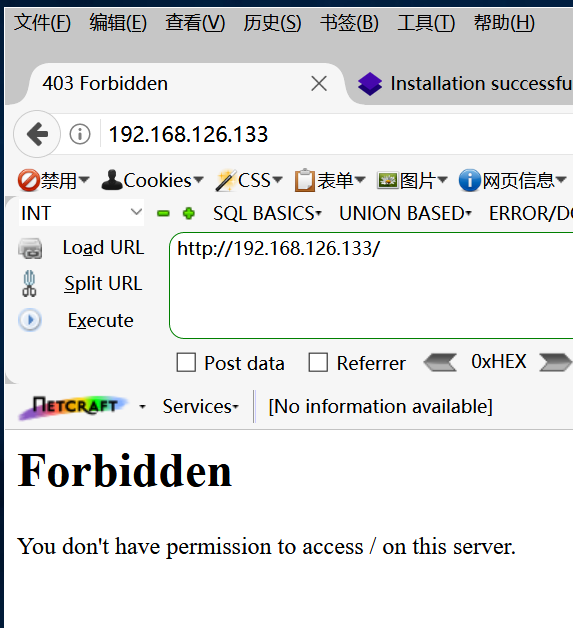 文件(F) 编辑(E) 查看(V) 历史(S) 书签(B) 工具(T) 帮助(H)
403 Forbidden Installation successfu
192.168.126.133
禁用 Cookies CSS 表单 图片 网页信息
INT SQL BASICS UNION BASED ERROR/DO
Load URL http://192.168.126.133/
Split URL
Execute
Post data Referrer 0xHEX
NETCRAFT Services [No information available]
Forbidden
You don't have permission to access / on this server.